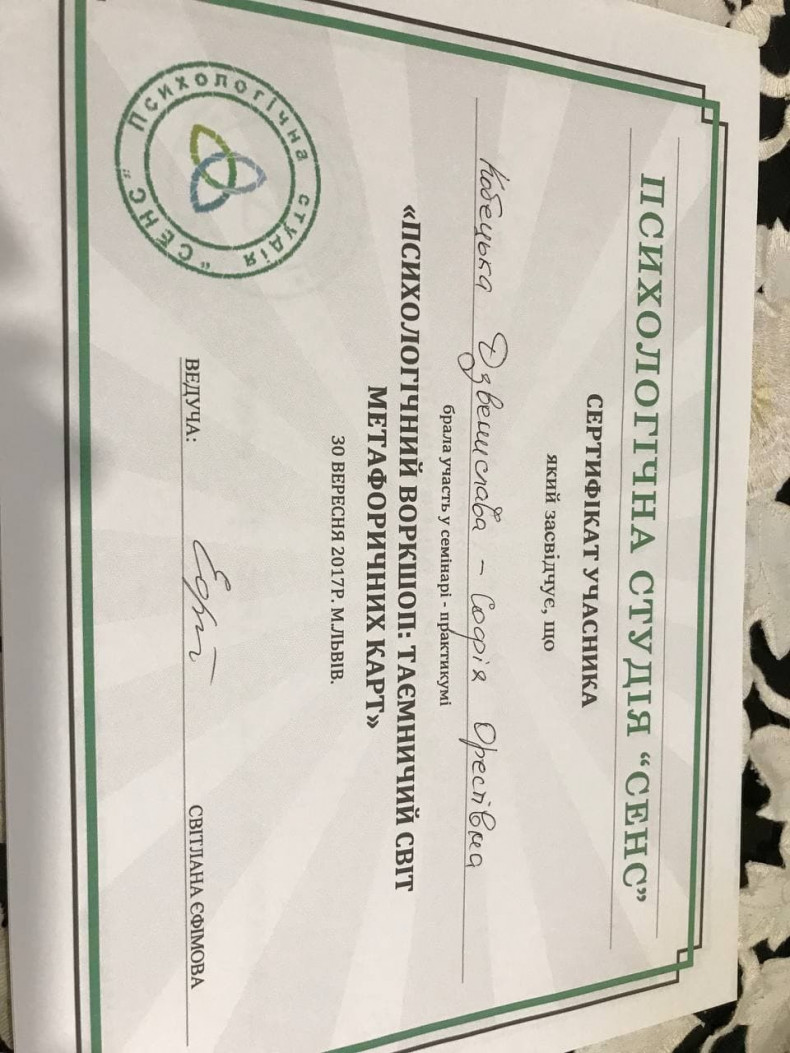 ПСИХОЛОГІЧНА СТУДІЯ “СЕНС”
СЕРТИФІКАТ УЧАСНИКА
який засвідчує, що
Кобецька Дзвенислава - Софія Орестівна
брала участь у семінарі - практикумі
«ПСИХОЛОГІЧНИЙ ВОРКШОП: ТАЄМНИЧИЙ СВІТ
МЕТАФОРИЧНИХ КАРТ»
30 ВЕРЕСНЯ 2017Р. М.ЛЬВІВ.
ВЕДУЧА:
СВІТЛАНА ЄФІМОВА
Психологічна студія "СЕНС"